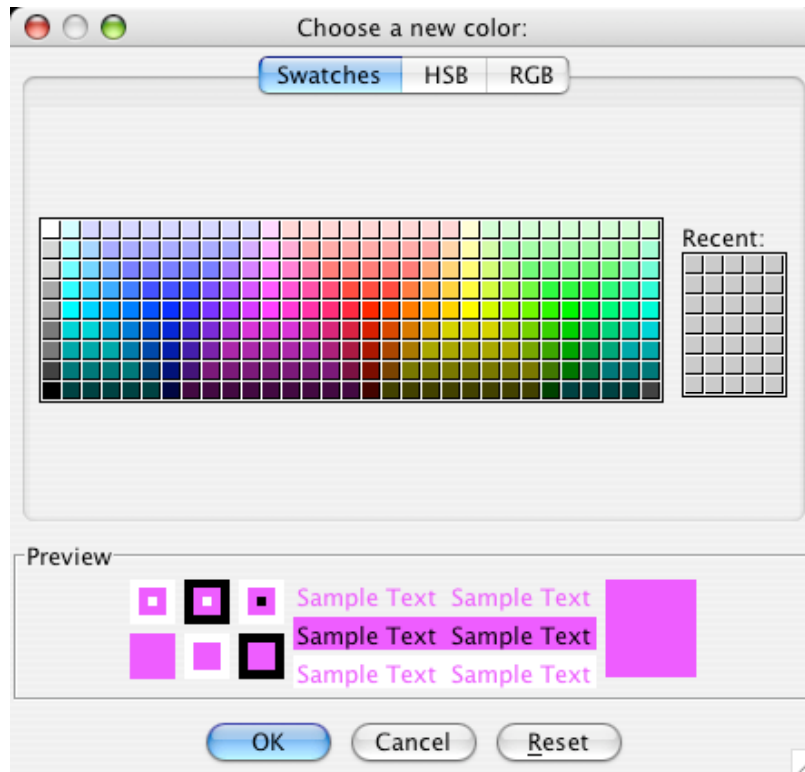 Choose a new color:
Swatches HSB RGB
Recent:
Preview
Sample Text Sample Text
Sample Text Sample Text
Sample Text Sample Text
OK Cancel Reset